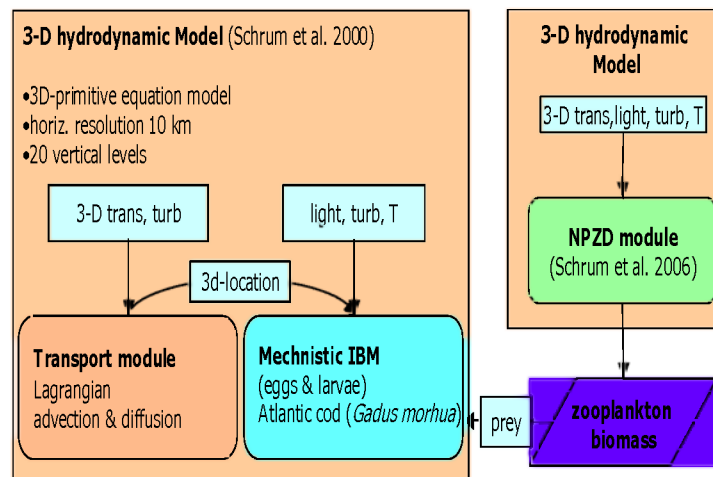 3-D hydrodynamic Model (Schrum et al. 2000)
•3D-primitive equation model
•horiz. resolution 10 km
•20 vertical levels
3-D trans, turb
light, turb, T
3d-location
Transport module
Lagrangian
advection & diffusion
Mechnistic IBM
(eggs & larvae)
Atlantic cod (Gadus morhua)
3-D hydrodynamic
Model
3-D trans,light, turb, T
NPZD module
(Schrum et al. 2006)
zooplankton
biomass
prey